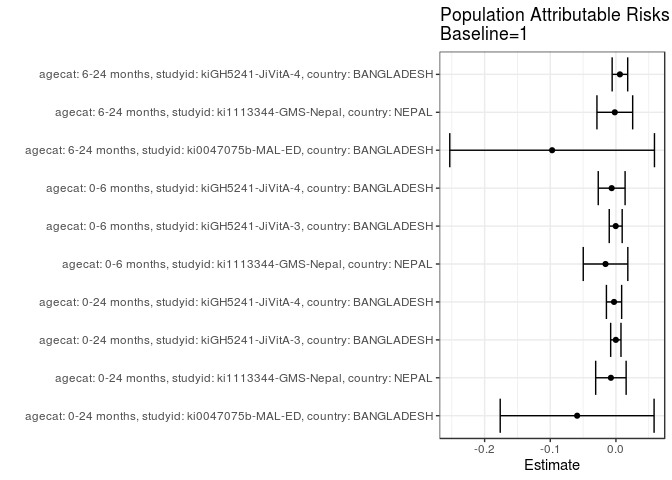 Population Attributable Risks
Baseline=1
agecat: 6-24 months, studyid: kiGH5241-JiVitA-4, country: BANGLADESH
agecat: 6-24 months, studyid: ki1113344-GMS-Nepal, country: NEPAL
agecat: 6-24 months, studyid: ki0047075b-MAL-ED, country: BANGLADESH
agecat: 0-6 months, studyid: kiGH5241-JiVitA-4, country: BANGLADESH
agecat: 0-6 months, studyid: kiGH5241-JiVitA-3, country: BANGLADESH
agecat: 0-6 months, studyid: ki1113344-GMS-Nepal, country: NEPAL
agecat: 0-24 months, studyid: kiGH5241-JiVitA-4, country: BANGLADESH
agecat: 0-24 months, studyid: kiGH5241-JiVitA-3, country: BANGLADESH
agecat: 0-24 months, studyid: ki1113344-GMS-Nepal, country: NEPAL
agecat: 0-24 months, studyid: ki0047075b-MAL-ED, country: BANGLADESH
-0.2 -0.1 0.0
Estimate